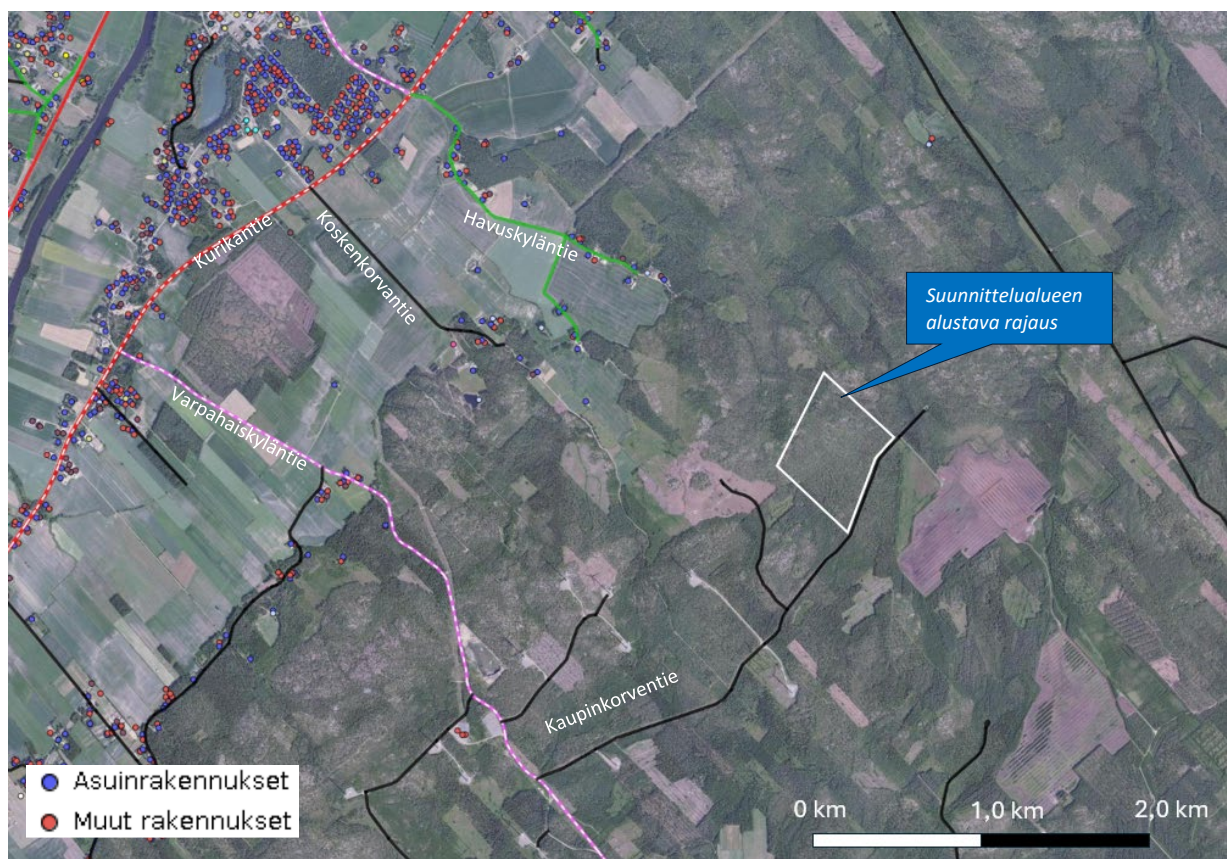 Kurikantie
Koskenkorvantie
Havuskyläntie
Suunnittelualueen
alustava rajaus
Varpahaiskyläntie
Kaupinkorventie
Asuinrakennukset
Muut rakennukset
0 km
1,0 km
2,0 km